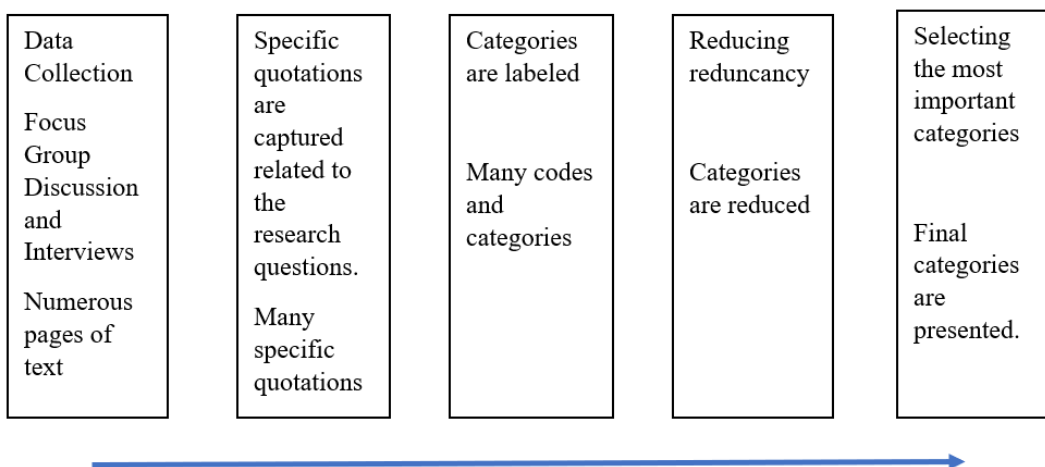 Data
Collection
Focus
Group
Discussion
and
Interviews
Numerous
pages of
text
Specific
quotations
are
captured
related to
the
research
questions.
Many
specific
quotations
Categories
are labeled
Many codes
and
categories
Reducing
reduncancy
Categories
are reduced
Selecting
the most
important
categories
Final
categories
are
presented.